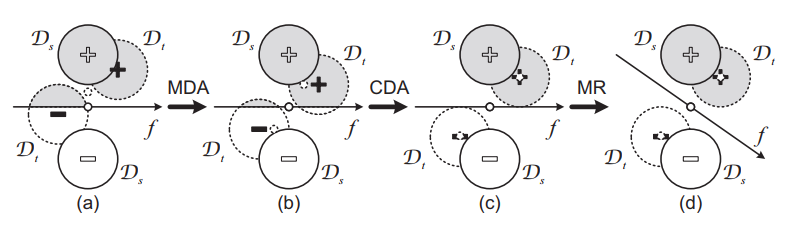 𝒟s 𝒟t 𝒟s 𝒟t 𝒟s 𝒟t 𝒟s 𝒟t
MDA CDA MR
f f f f
𝒟t 𝒟s 𝒟t 𝒟s 𝒟t 𝒟s 𝒟t 𝒟s
(a) (b) (c) (d)